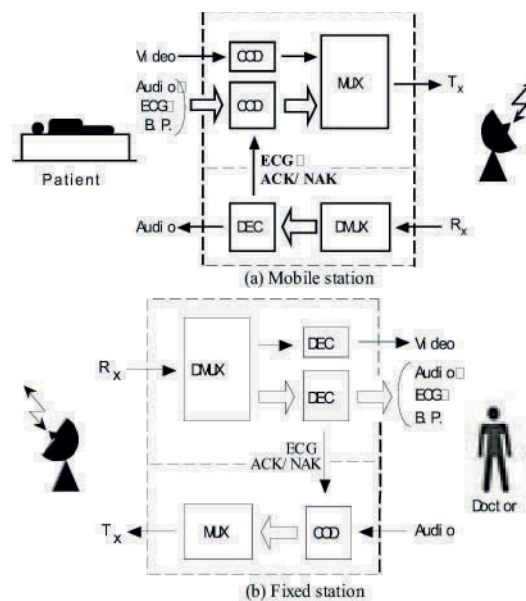 Video
COD
MUX
Tx
Audio
ECG
B. P.
COD
Patient
ECG
ACK/ NAK
Audio
DEC
DMUX
Rx
(a) Mobile station
Rx
DMUX
DEC
Video
DEC
Audio
ECG
B. P.
ECG
ACK/ NAK
Doctor
Tx
MUX
COD
Audio
(b) Fixed station